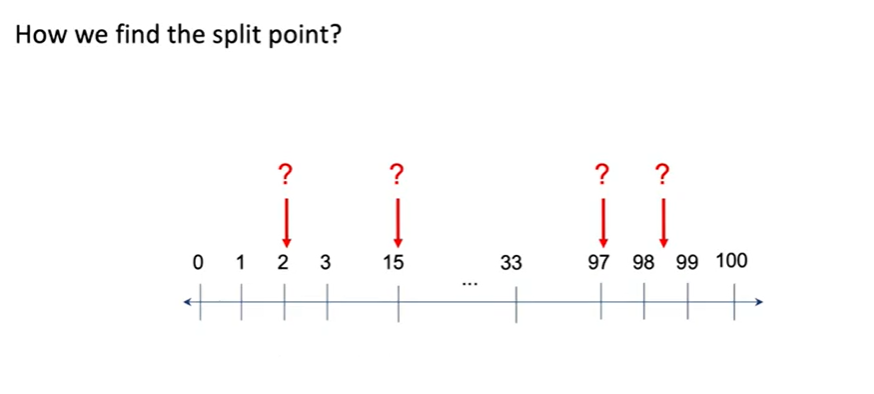 How we find the split point?
? ? ? ?
0 1 2 3 15 33 97 98 99 100
...